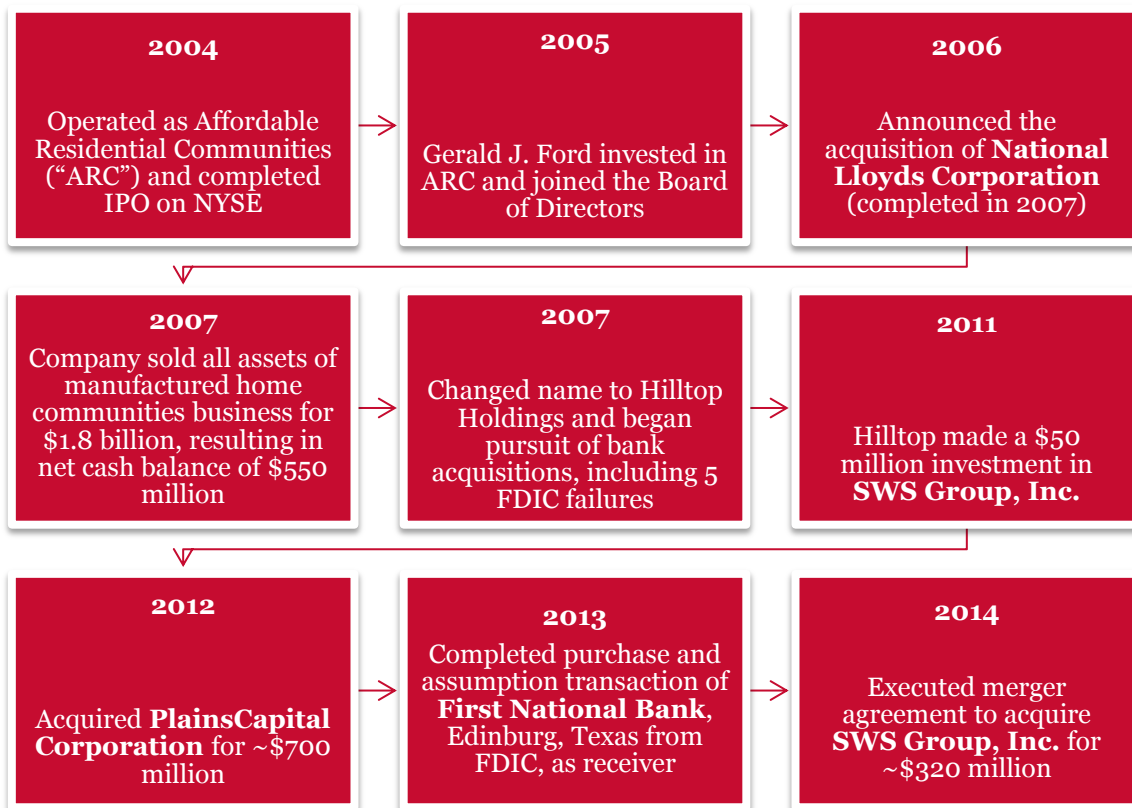 2004
Operated as Affordable
Residential Communities
(“ARC”) and completed
IPO on NYSE
2005
Gerald J. Ford invested in
ARC and joined the Board
of Directors
2006
Announced the
acquisition of National
Lloyds Corporation
(completed in 2007)
2007
Company sold all assets of
manufactured home
communities business for
$1.8 billion, resulting in
net cash balance of $550
million
2007
Changed name to Hilltop
Holdings and began
pursuit of bank
acquisitions, including 5
FDIC failures
2011
Hilltop made a $50
million investment in
SWS Group, Inc.
2012
Acquired PlainsCapital
Corporation for ~$700
million
2013
Completed purchase and
assumption transaction of
First National Bank,
Edinburg, Texas from
FDIC, as receiver
2014
Executed merger
agreement to acquire
SWS Group, Inc. for
~$320 million